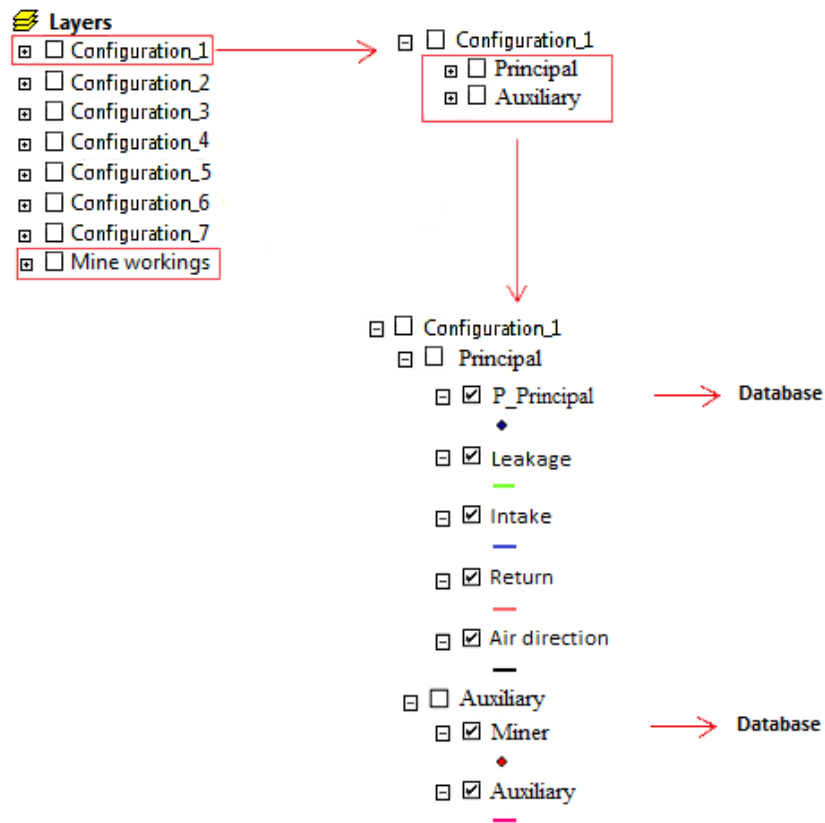 Layers
Configuration_1
Configuration_2
Configuration_3
Configuration_4
Configuration_5
Configuration_6
Configuration_7
Mine workings
Configuration_1
Principal
Auxiliary
Configuration_1
Principal
P_Principal
Database
Leakage
Intake
Return
Air direction
Auxiliary
Miner
Database
Auxiliary